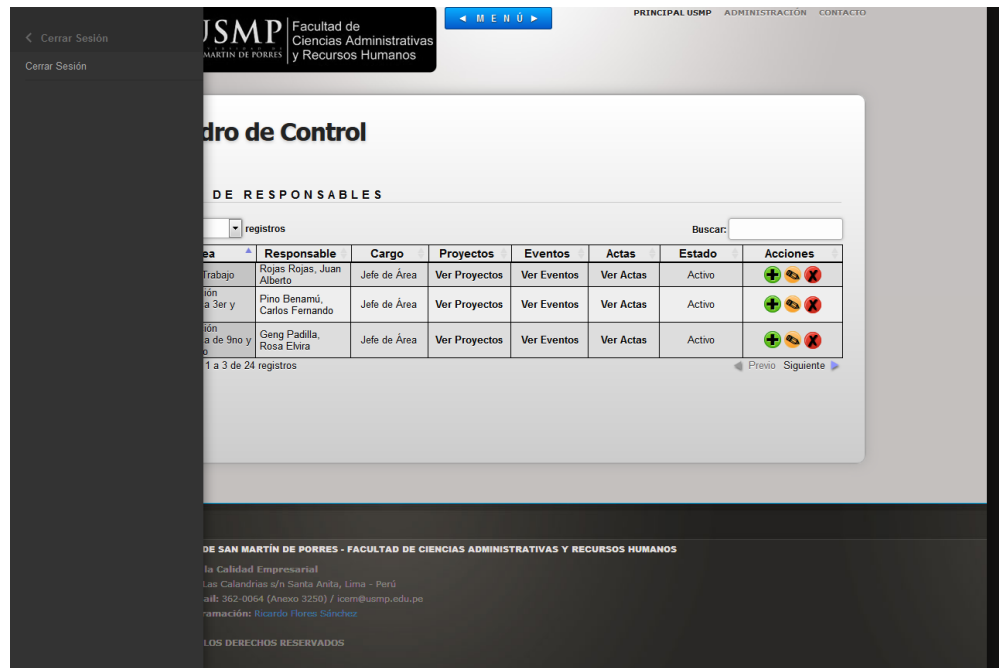 Cerrar Sesión
Cerrar Sesión
USMP
MARTIN DE PORRES
Facultad de
Ciencias Administrativas
y Recursos Humanos
◄ M E N Ú ►
PRINCIPAL USMP ADMINISTRACIÓN CONTACTO
dro de Control
DE RESPONSABLES
registros
Buscar:
ea Responsable Cargo Proyectos Eventos Actas Estado Acciones
Trabajo
Rojas Rojas, Juan
Alberto
Jefe de Área Ver Proyectos Ver Eventos Ver Actas Activo
ión
a 3er y
Pino Benamú,
Carlos Fernando
Jefe de Área Ver Proyectos Ver Eventos Ver Actas Activo
ión
a de 9no y
o
Geng Padilla,
Rosa Elvira
Jefe de Área Ver Proyectos Ver Eventos Ver Actas Activo
1 a 3 de 24 registros
Previo Siguiente
DE SAN MARTÍN DE PORRES - FACULTAD DE CIENCIAS ADMINISTRATIVAS Y RECURSOS HUMANOS
la Calidad Empresarial
Las Calandrias s/n Santa Anita, Lima - Perú
ail: 362-0064 (Anexo 3250) / icem@usmp.edu.pe
ramación: Ricardo Flores Sánchez
LOS DERECHOS RESERVADOS